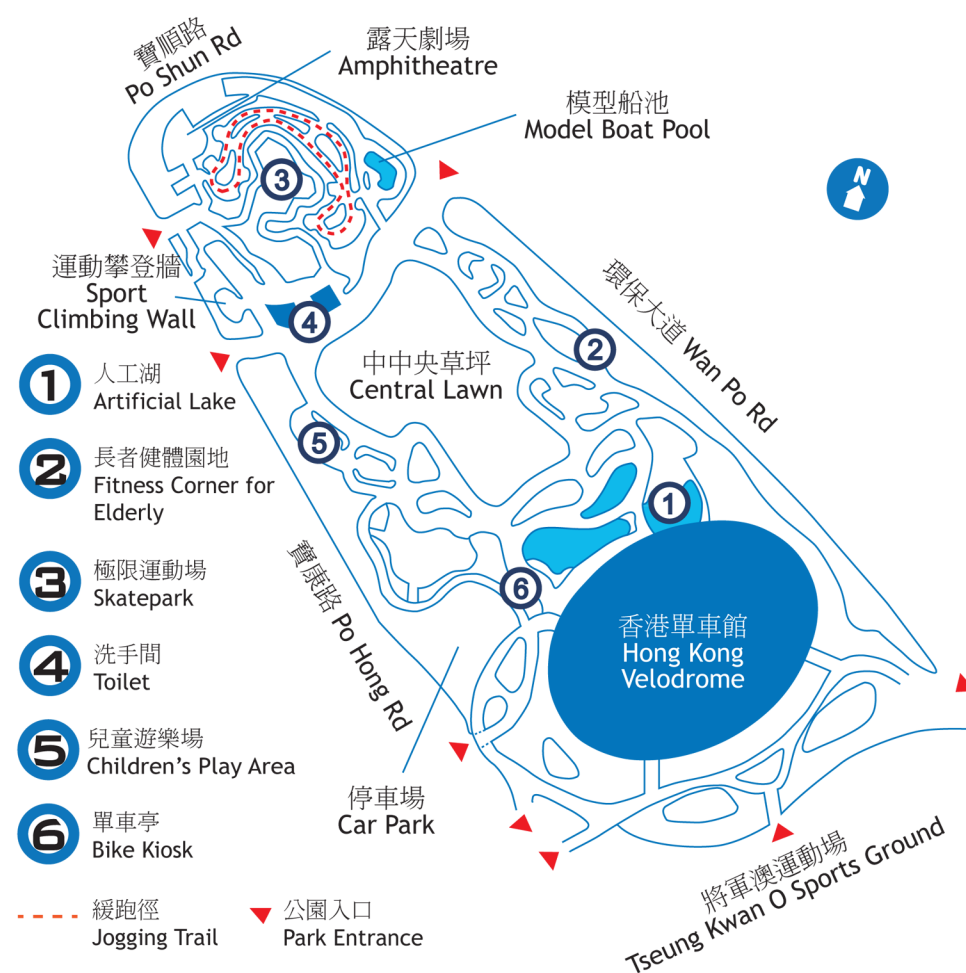 寶順路
Po Shun Rd
露天劇場
Amphitheatre
模型船池
Model Boat Pool
N
3
運動攀登牆
Sport
Climbing Wall
4
環保大道 Wan Po Rd
2
中中央草坪
Central Lawn
5
1
6
寶康路 Po Hong Rd
香港單車館
Hong Kong
Velodrome
停車場
Car Park
將軍澳運動場
Tseung Kwan O Sports Ground
1
人工湖
Artificial Lake
2
長者健體園地
Fitness Corner for
Elderly
3
極限運動場
Skatepark
4
洗手間
Toilet
5
兒童遊樂場
Children's Play Area
6
單車亭
Bike Kiosk
緩跑徑
Jogging Trail
公園入口
Park Entrance